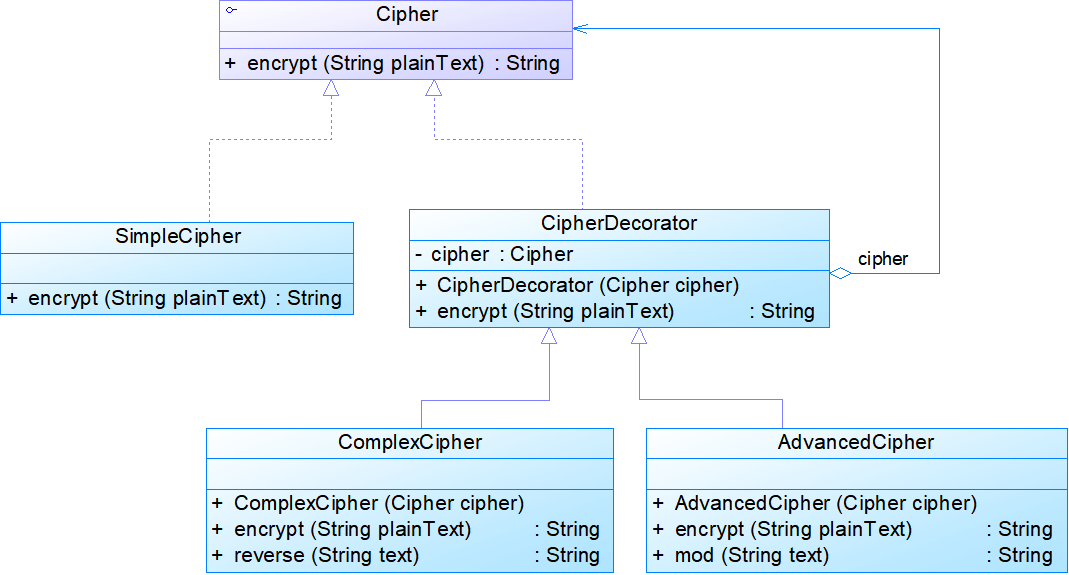 Cipher
+ encrypt (String plainText) : String
SimpleCipher
+ encrypt (String plainText) : String
CipherDecorator
- cipher : Cipher
+ CipherDecorator (Cipher cipher)
+ encrypt (String plainText) : String
cipher
ComplexCipher
+ ComplexCipher (Cipher cipher)
+ encrypt (String plainText) : String
+ reverse (String text) : String
AdvancedCipher
+ AdvancedCipher (Cipher cipher)
+ encrypt (String plainText) : String
+ mod (String text) : String